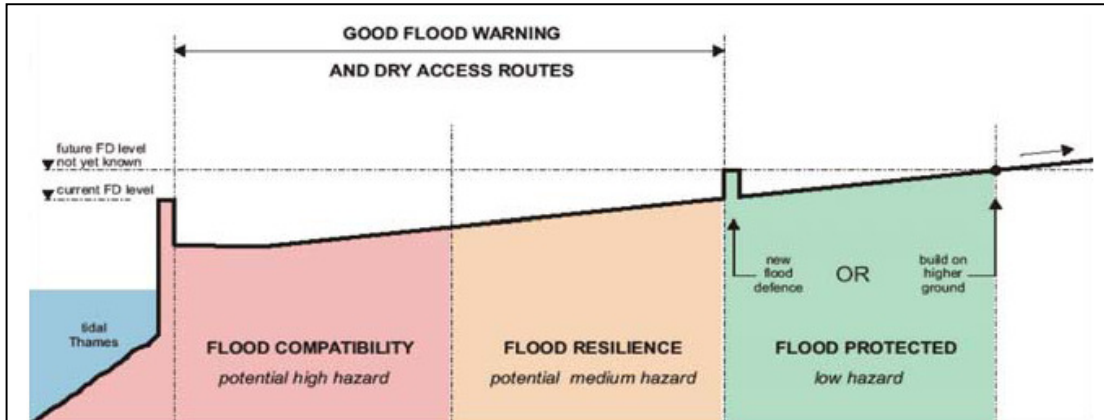 GOOD FLOOD WARNING
AND DRY ACCESS ROUTES
future FD level
not yet known
current FD level
new
flood
defence
OR
build on
higher
ground
tidal
Thames
FLOOD COMPATIBILITY
potential high hazard
FLOOD RESILIENCE
potential medium hazard
FLOOD PROTECTED
low hazard